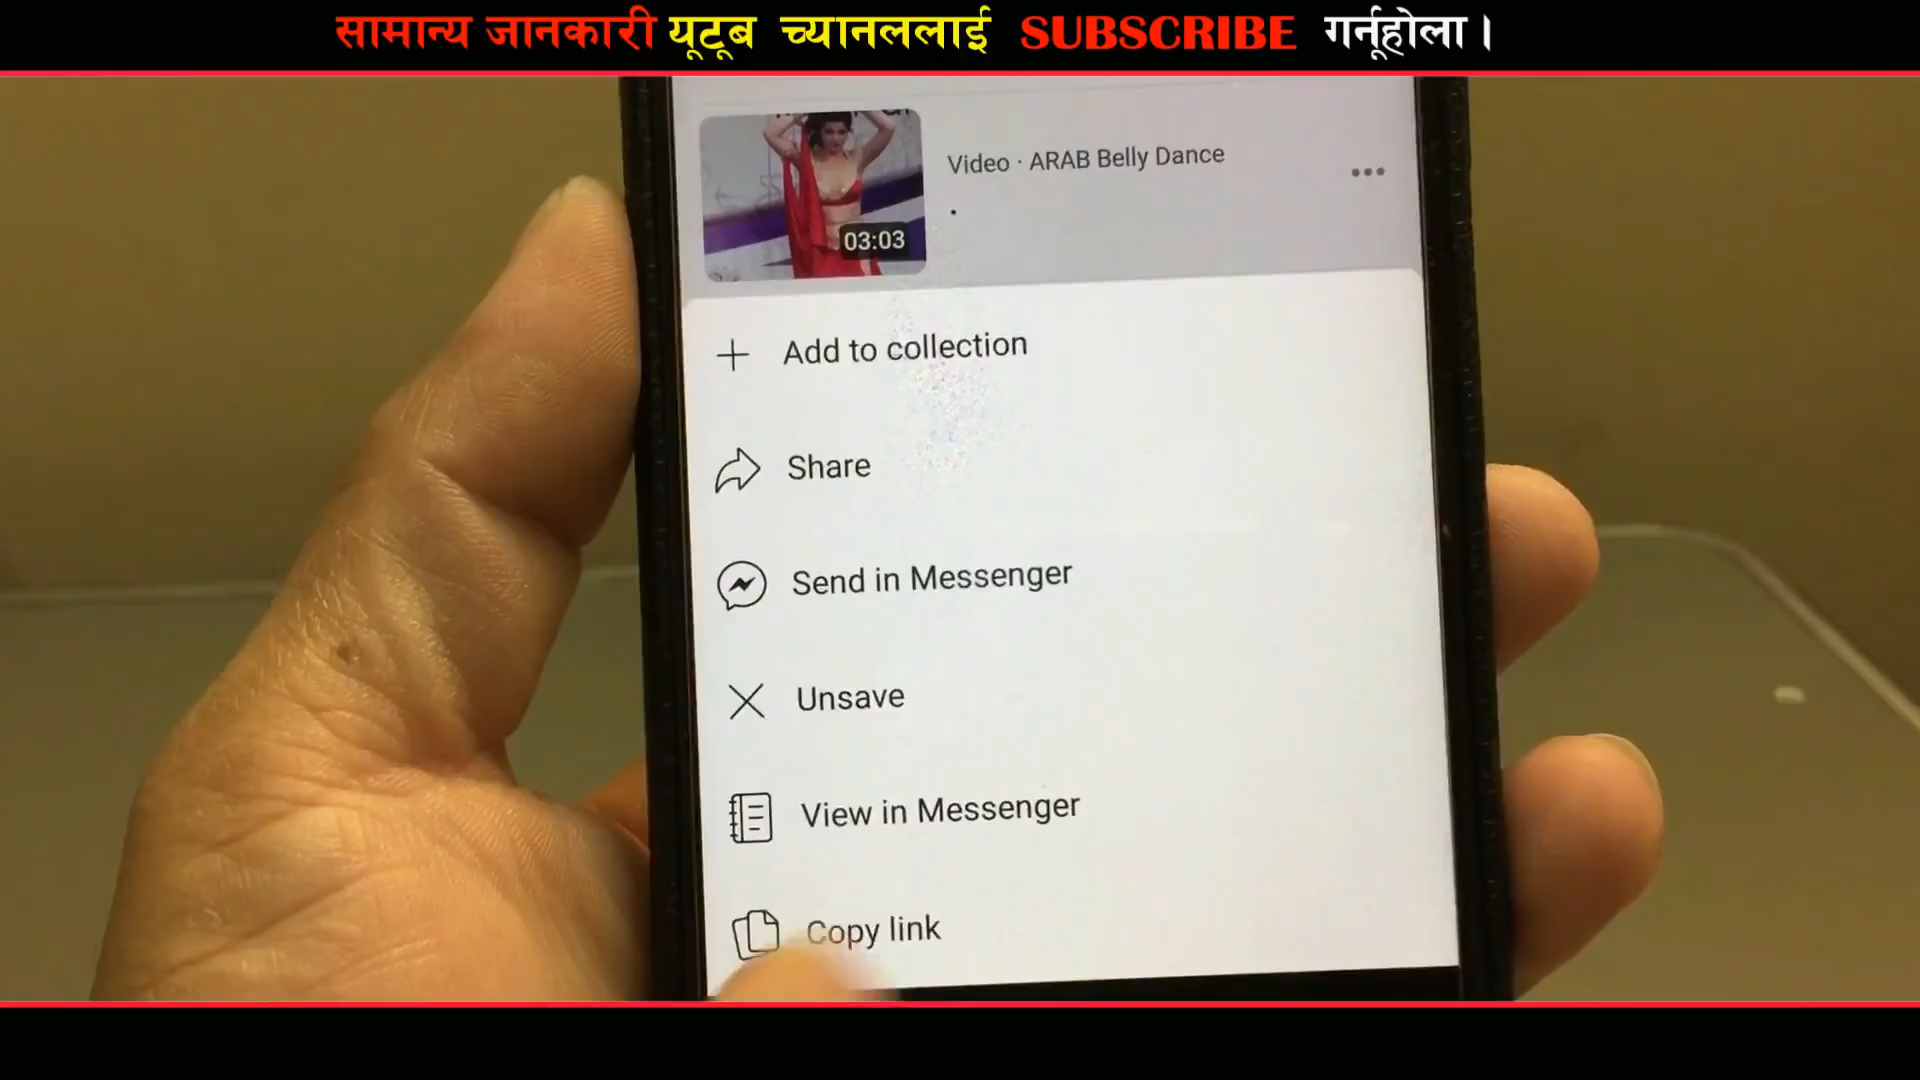 सामान्य जानकारी यूटूब च्यानललाई SUBSCRIBE गर्नूहोला ।
Video · ARAB Belly Dance
.
03:03
Add to collection
Share
Send in Messenger
Unsave
View in Messenger
Copy link